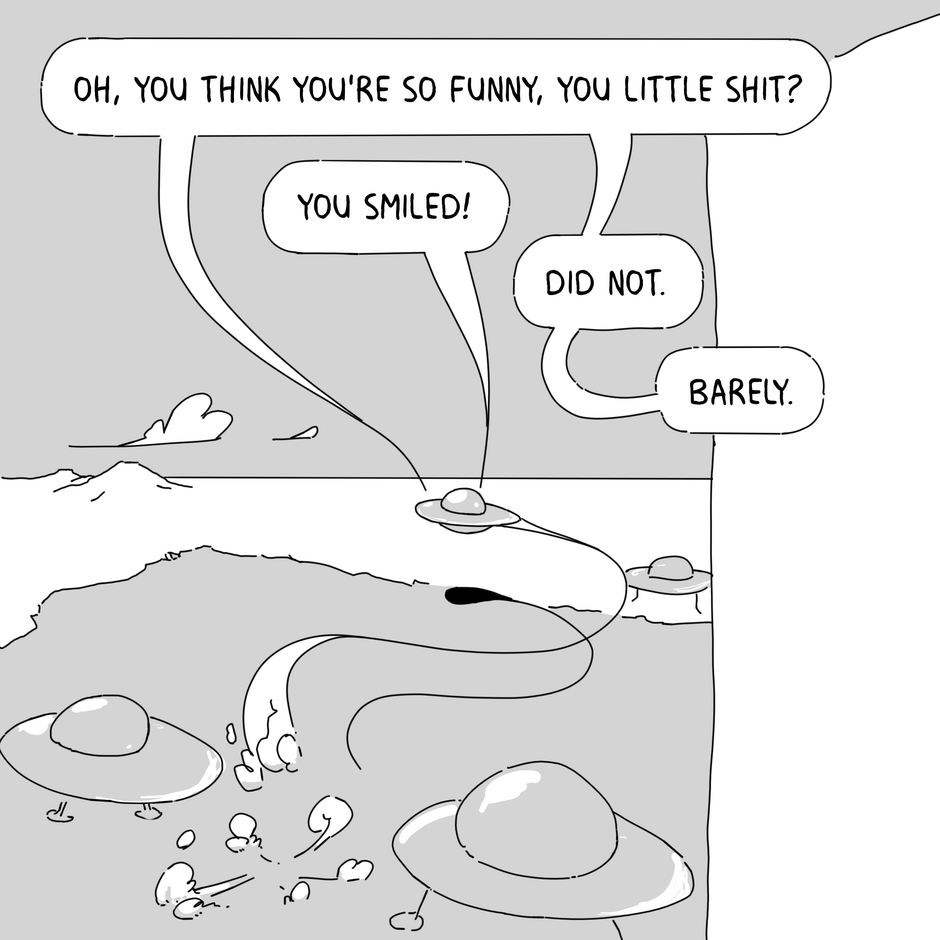 OH, YOU THINK YOU'RE SO FUNNY, YOU LITTLE SHIT?
YOU SMILED!
DID NOT.
BARELY.